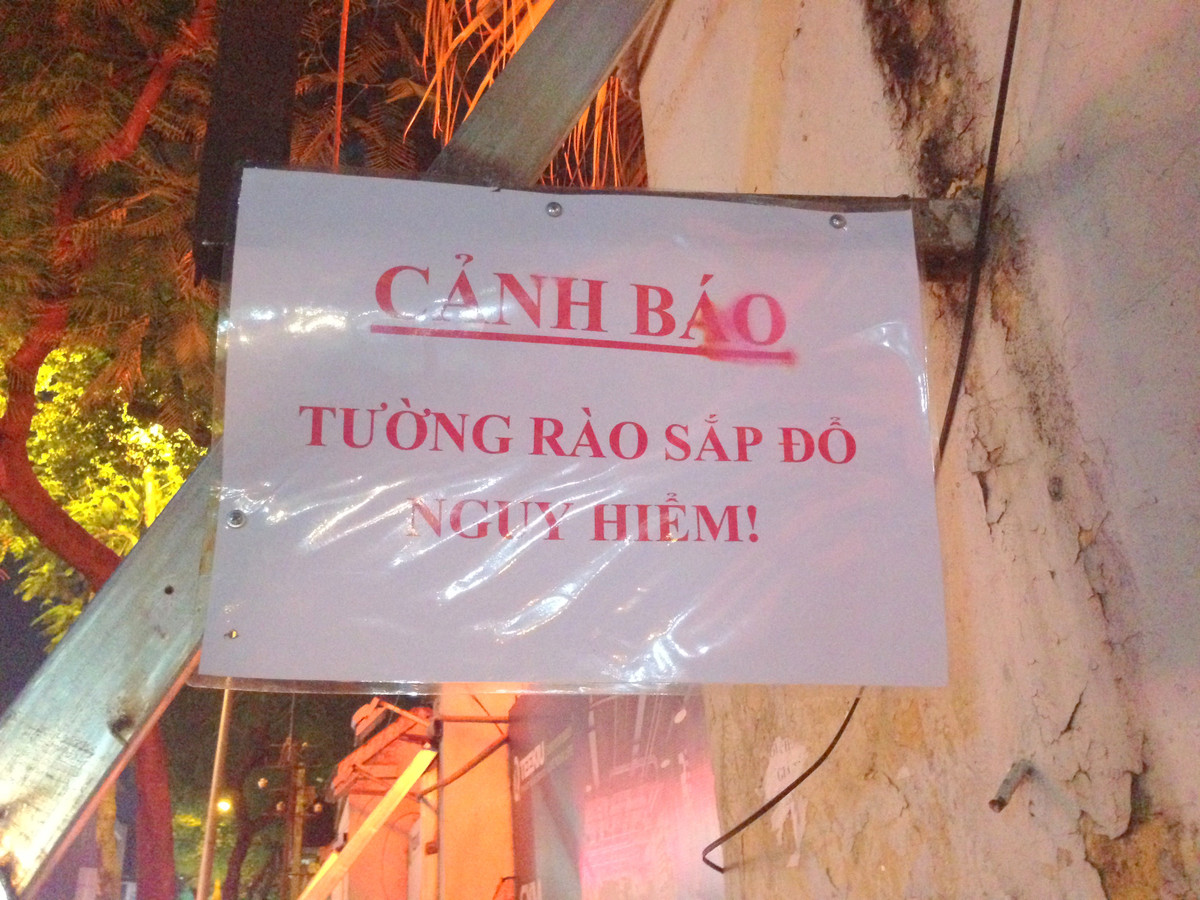 CẢNH BÁO
TƯỜNG RÀO SẮP ĐỔ
NGUY HIỂM!